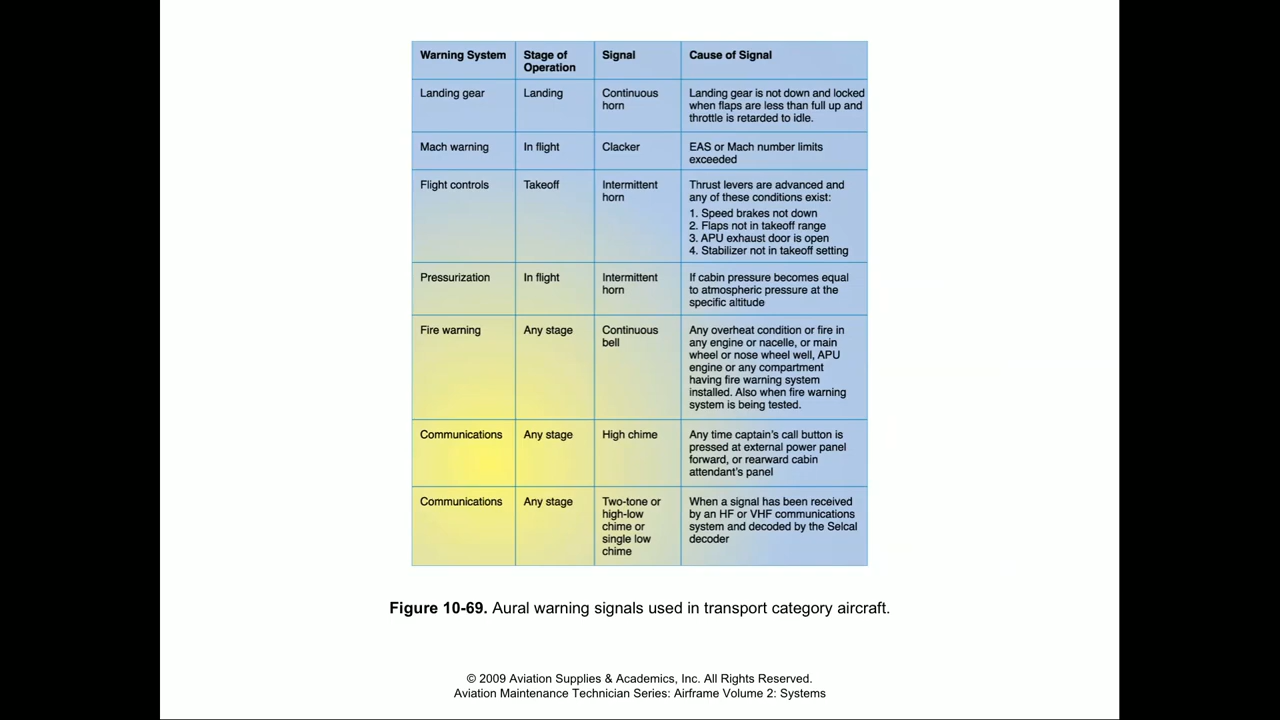 Warning System Stage of Operation Signal Cause of Signal
Landing gear Landing Continuous horn Landing gear is not down and locked
when flaps are less than full up and
throttle is retarded to idle.
Mach warning In flight Clacker EAS or Mach number limits
exceeded
Flight controls Takeoff Intermittent horn Thrust levers are advanced and
any of these conditions exist:
1. Speed brakes not down
2. Flaps not in takeoff range
3. APU exhaust door is open
4. Stabilizer not in takeoff setting
Pressurization In flight Intermittent horn If cabin pressure becomes equal
to atmospheric pressure at the
specific altitude
Fire warning Any stage Continuous bell Any overheat condition or fire in
any engine or nacelle, or main
wheel or nose wheel well, APU
engine or any compartment
having fire warning system
installed. Also when fire warning
system is being tested.
Communications Any stage High chime Any time captain's call button is
pressed at external power panel
forward, or rearward cabin
attendant's panel
Communications Any stage Two-tone or high-low chime or single low chime When a signal has been received
by an HF or VHF communications
system and decoded by the Selcal
decoder
Figure 10-69. Aural warning signals used in transport category aircraft.
© 2009 Aviation Supplies & Academics, Inc. All Rights Reserved.
Aviation Maintenance Technician Series: Airframe Volume 2: Systems